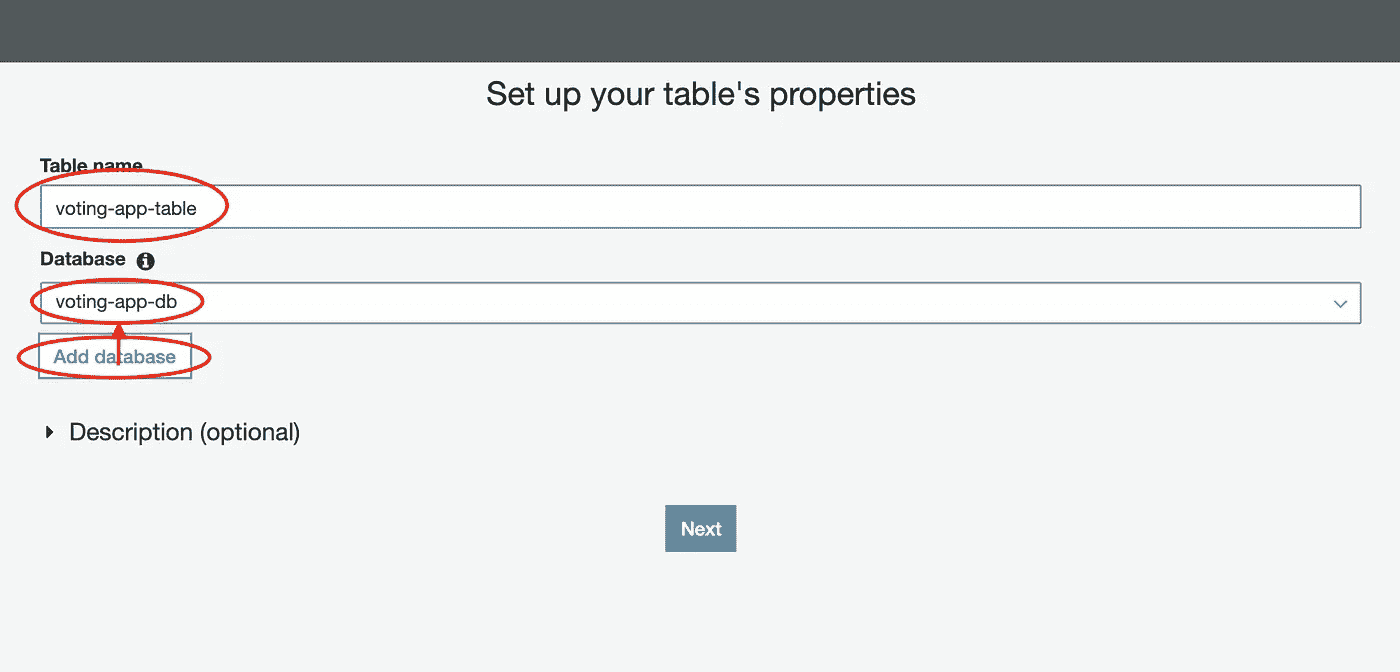 Set up your table's properties
Table name
voting-app-table
Database
voting-app-db
Add database
Description (optional)
Next